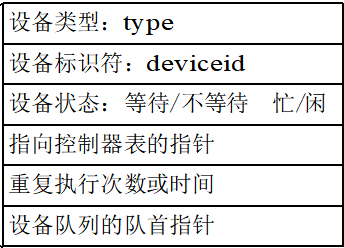 设备类型：type
设备标识符：deviceid
设备状态：等待/不等待 忙/闲
指向控制器表的指针
重复执行次数或时间
设备队列的队首指针